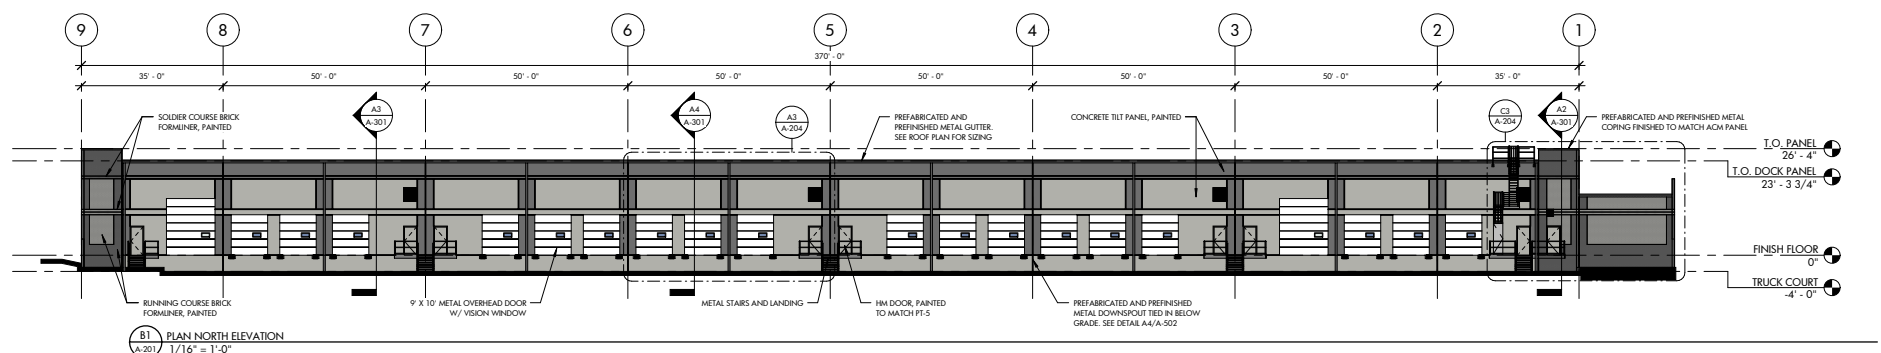 9 8 7 6 5 4 3 2 1
370' - 0"
35' - 0" 50' - 0" 50' - 0" 50' - 0" 50' - 0" 50' - 0" 50' - 0" 35' - 0"
A3
A-301
A4
A-301
A3
A-204
C3
A-204
A2
A-301
SOLDIER COURSE BRICK
FORMLINER, PAINTED
PREFABRICATED AND
PREFINISHED METAL GUTTER.
SEE ROOF PLAN FOR SIZING
CONCRETE TILT PANEL, PAINTED
PREFABRICATED AND PREFINISHED METAL
COPING FINISHED TO MATCH ACM PANEL
T.O. PANEL
26' - 4"
T.O. DOCK PANEL
23' - 3 3/4"
FINISH FLOOR
0"
TRUCK COURT
-4' - 0"
RUNNING COURSE BRICK
FORMLINER, PAINTED
9' X 10' METAL OVERHEAD DOOR
W/ VISION WINDOW
METAL STAIRS AND LANDING
HM DOOR, PAINTED
TO MATCH PT-5
PREFABRICATED AND PREFINISHED
METAL DOWNSPOUT TIED IN BELOW
GRADE. SEE DETAIL A4/A-502
B1
A-201
PLAN NORTH ELEVATION
1/16" = 1'-0"